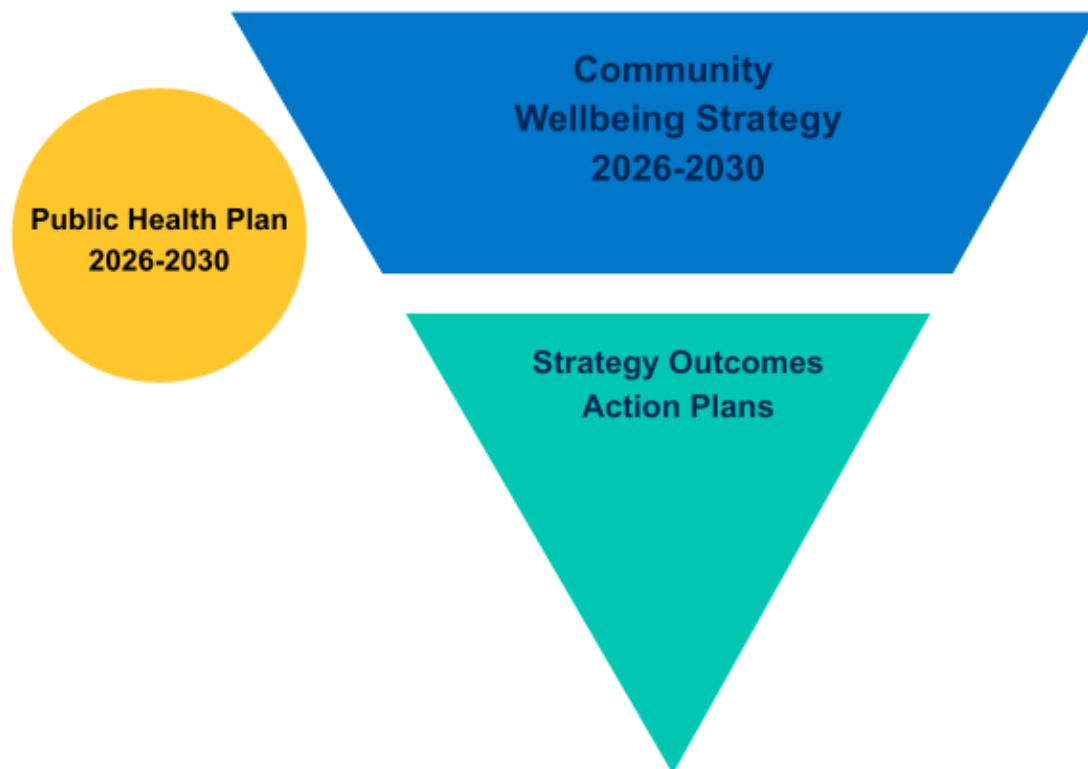 Community
Wellbeing Strategy
2026-2030
Public Health Plan
2026-2030
Strategy Outcomes
Action Plans